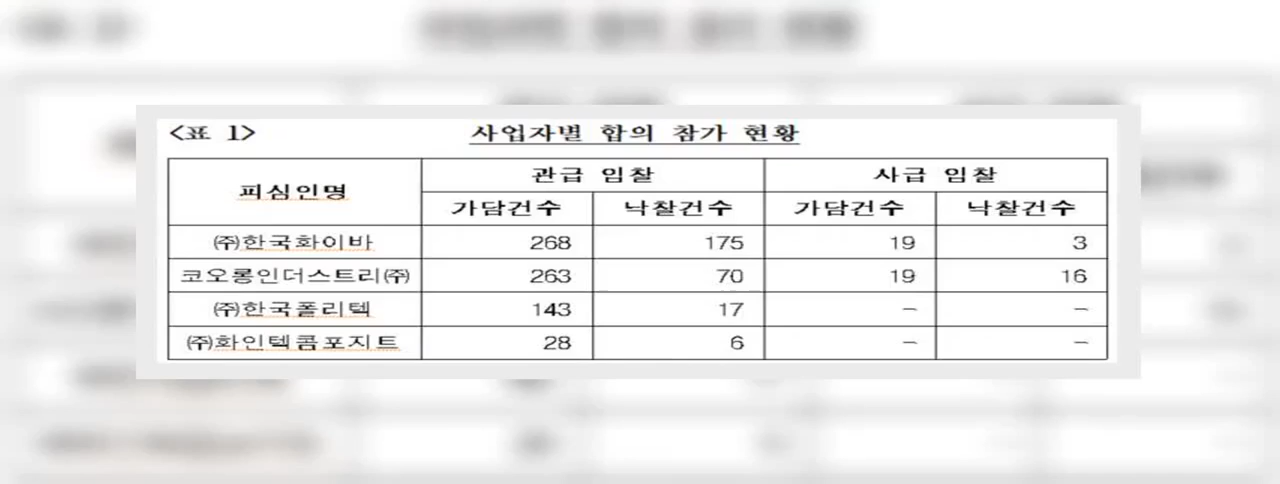 <표 1> 사업자별 합의 참가 현황
피심인명 관급 입찰 사급 입찰
가담건수 낙찰건수 가담건수 낙찰건수
㈜한국화이바 268 175 19 3
코오롱인더스트리㈜ 263 70 19 16
㈜한국폴리텍 143 17 - -
㈜화인텍콤포지트 28 6 - -